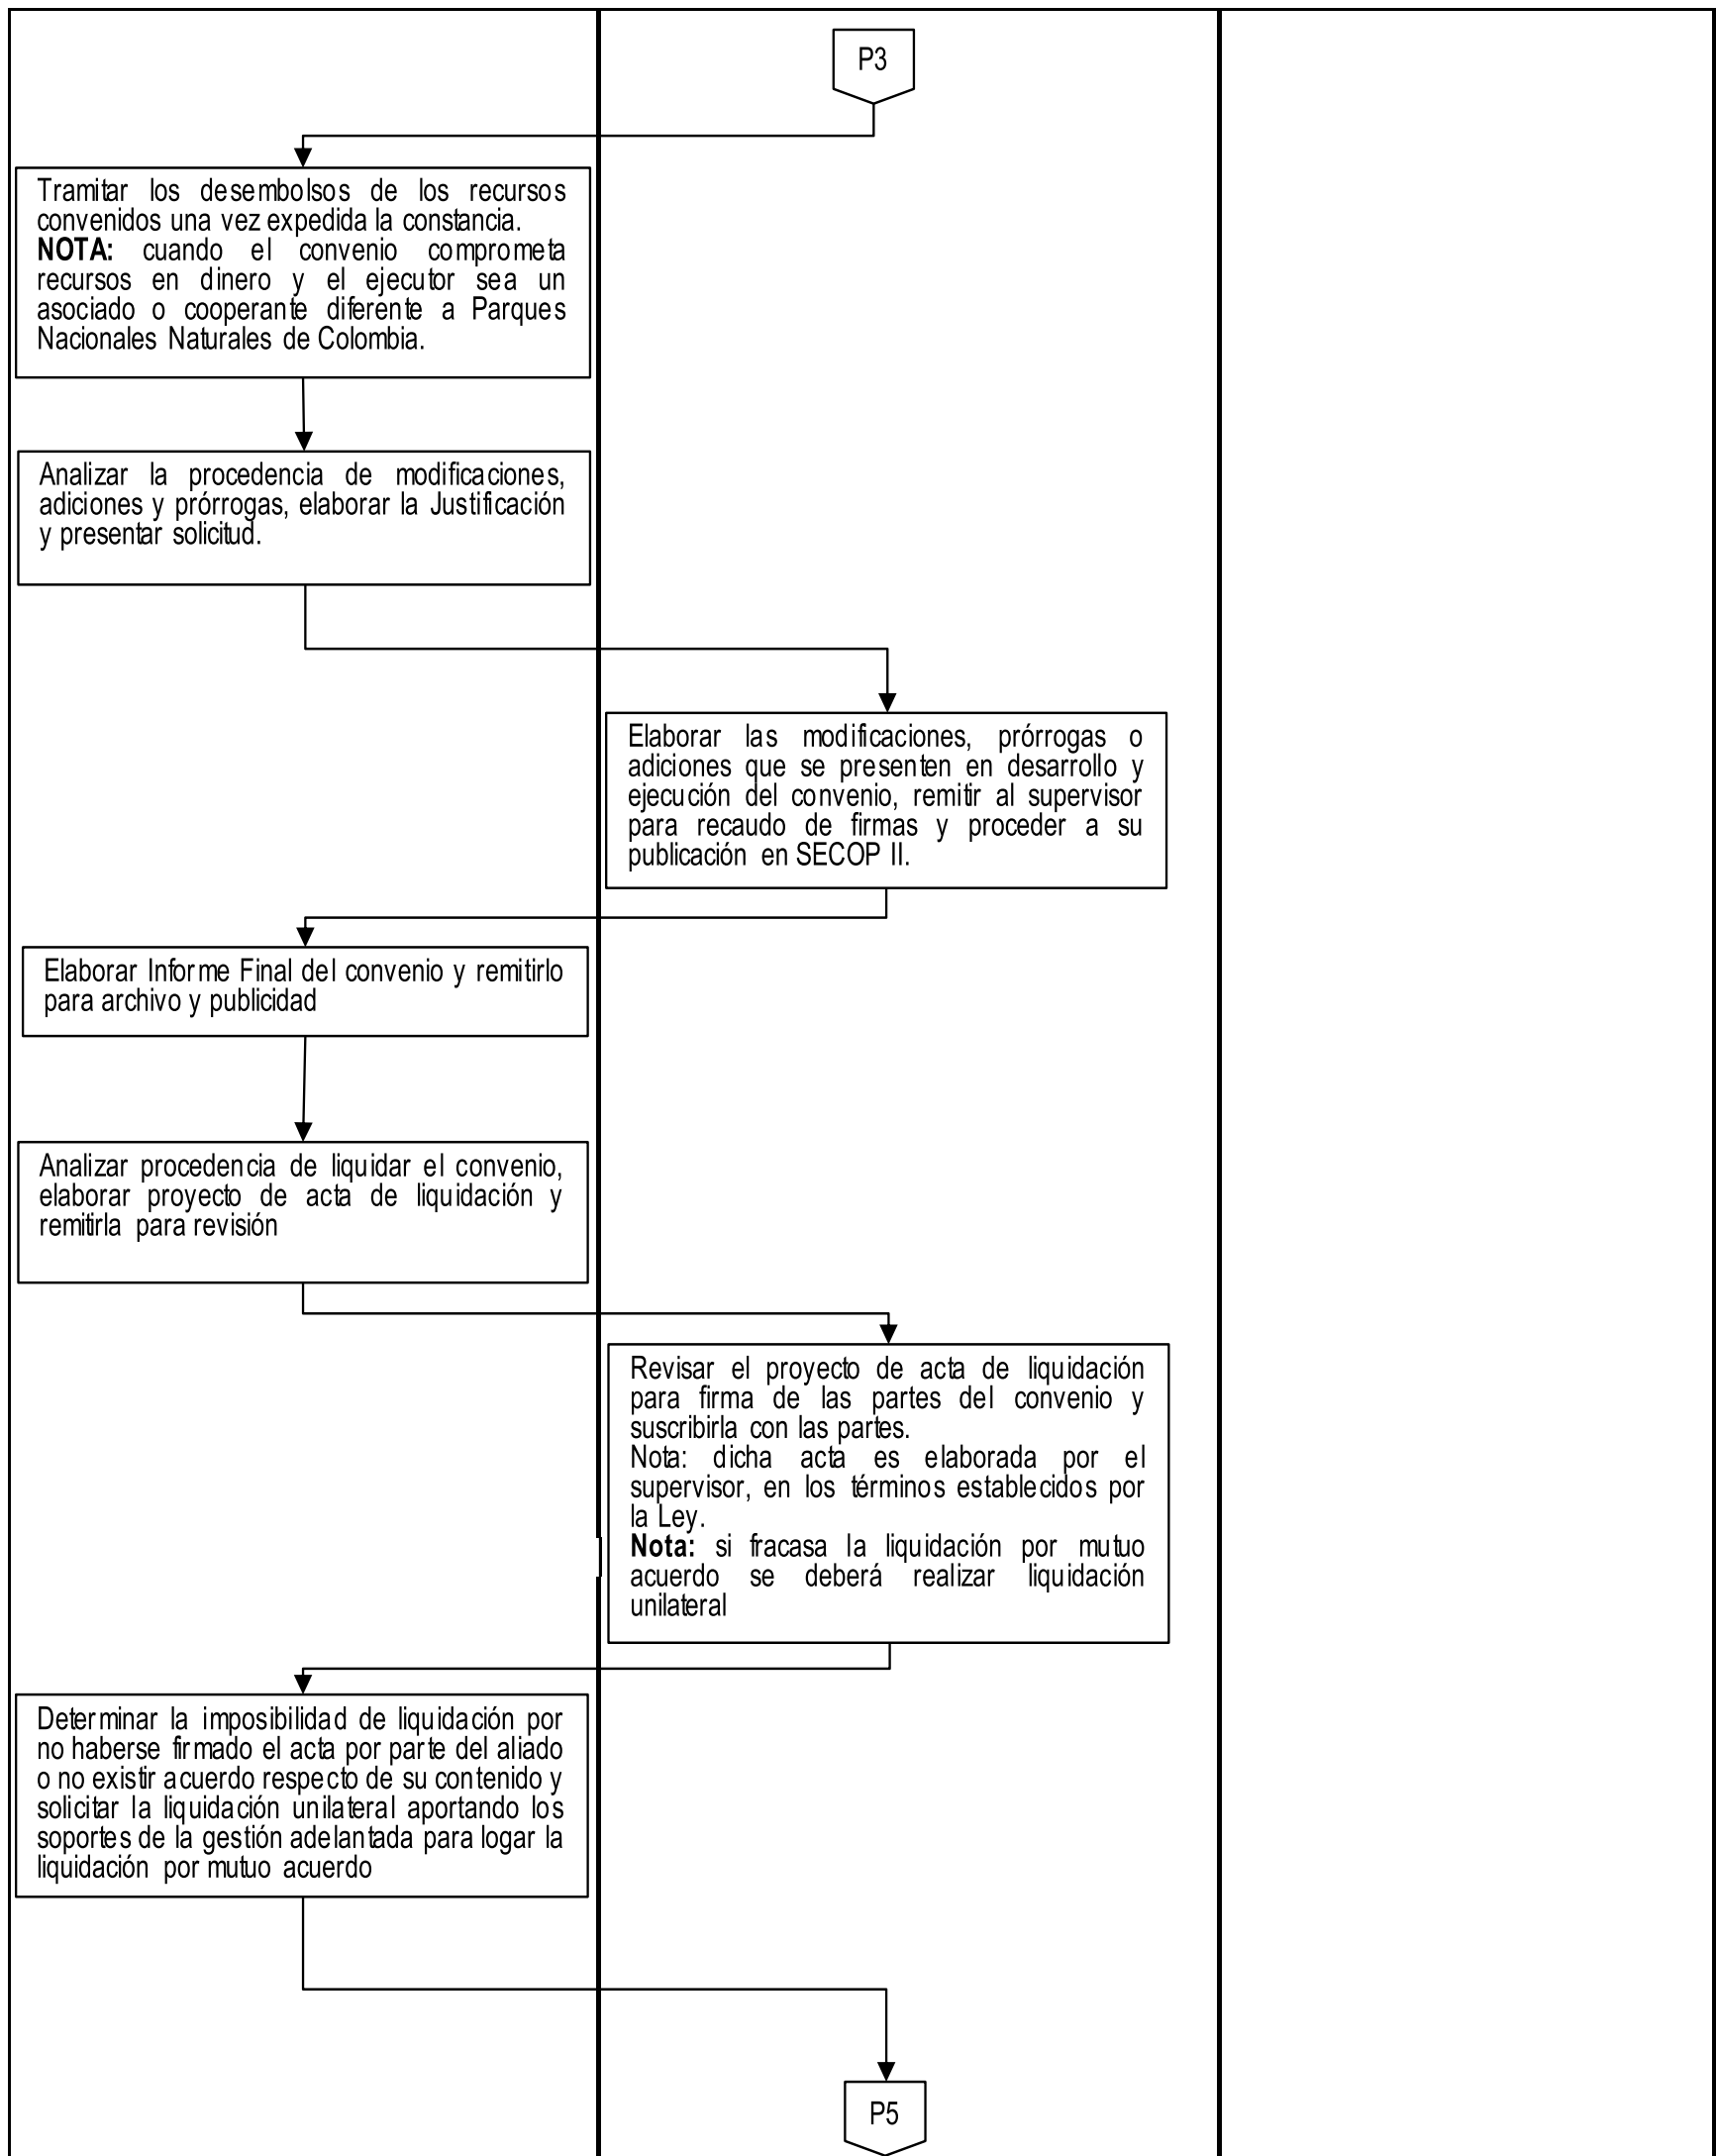 P3
Tramitar los desembolsos de los recursos
convenidos una vez expedida la constancia.
NOTA: cuando el convenio comprometa
recursos en dinero y el ejecutor sea un
asociado o cooperante diferente a Parques
Nacionales Naturales de Colombia.
Analizar la procedencia de modificaciones,
adiciones y prórrogas, elaborar la Justificación
y presentar solicitud.
Elaborar las modificaciones, prórrogas o
adiciones que se presenten en desarrollo y
ejecución del convenio, remitir al supervisor
para recaudo de firmas y proceder a su
publicación en SECOP II.
Elaborar Informe Final del convenio y remitirlo
para archivo y publicidad
Analizar procedencia de liquidar el convenio,
elaborar proyecto de acta de liquidación y
remitirla para revisión
Revisar el proyecto de acta de liquidación
para firma de las partes del convenio y
suscribirla con las partes.
Nota: dicha acta es elaborada por el
supervisor, en los términos establecidos por
la Ley.
Nota: si fracasa la liquidación por mutuo
acuerdo se deberá realizar liquidación
unilateral
Determinar la imposibilidad de liquidación por
no haberse firmado el acta por parte del aliado
o no existir acuerdo respecto de su contenido y
solicitar la liquidación unilateral aportando los
soportes de la gestión adelantada para logar la
liquidación por mutuo acuerdo
P5